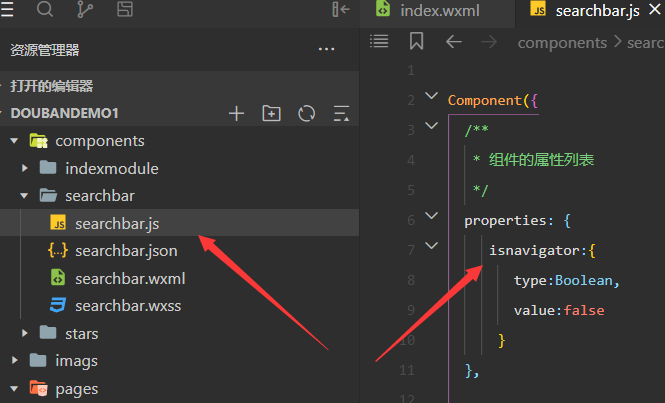 资源管理器
打开的编辑器
DOUBANDEMO1
components
indexmodule
searchbar
JS searchbar.js
{..} searchbar.json
searchbar.wxml
searchbar.wxss
stars
imags
pages
index.wxml
JS searchbar.js
components > searc
1
2 Component({
3 /**
4 * 组件的属性列表
5 */
6 properties: {
7 isnavigator:{
8 type:Boolean,
9 value:false
10 }
11 },